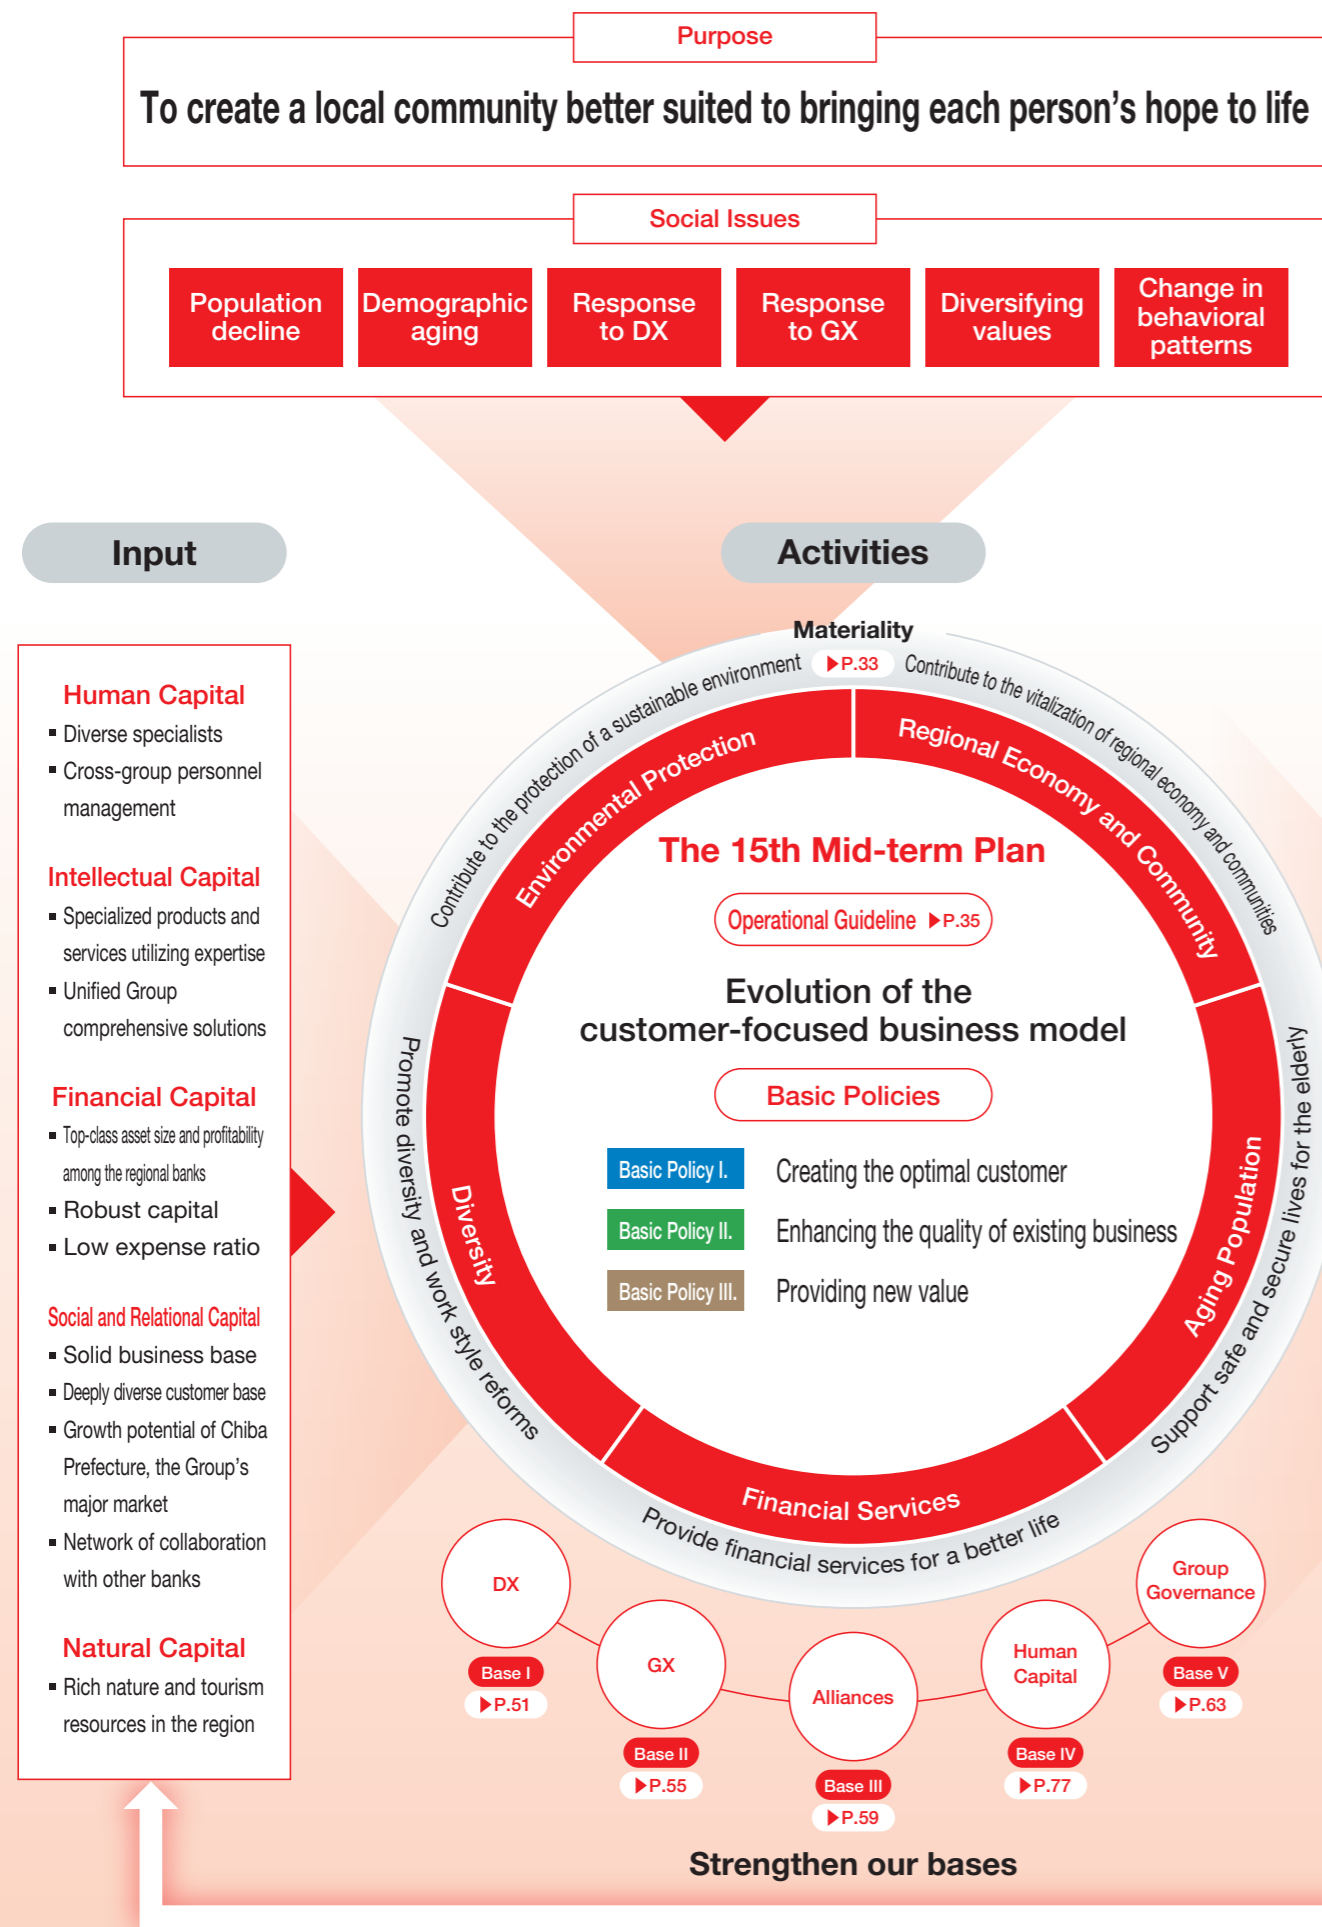 Purpose
To create a local community better suited to bringing each person's hope to life
Social Issues
Population
decline
Demographic
aging
Response
to DX
Response
to GX
Diversifying
values
Change in
behavioral
patterns
Input
Human Capital
▪ Diverse specialists
▪ Cross-group personnel
management
Intellectual Capital
▪ Specialized products and
services utilizing expertise
▪ Unified Group
comprehensive solutions
Financial Capital
▪ Top-class asset size and profitability
among the regional banks
▪ Robust capital
▪ Low expense ratio
Social and Relational Capital
▪ Solid business base
▪ Deeply diverse customer base
▪ Growth potential of Chiba
Prefecture, the Group's
major market
▪ Network of collaboration
with other banks
Natural Capital
▪ Rich nature and tourism
resources in the region
Activities
Materiality
▶P.33
Contribute to the protection of a sustainable environment
Contribute to the vitalization of regional economy and communities
Environmental Protection
Regional Economy and Community
The 15th Mid-term Plan
Operational Guideline ▶P.35
Evolution of the
customer-focused business model
Basic Policies
Basic Policy I. Creating the optimal customer
Basic Policy II. Enhancing the quality of existing business
Basic Policy III. Providing new value
Promote diversity and work style reforms
Diversity
Aging Population
Support safe and secure lives for the elderly
Financial Services
Provide financial services for a better life
DX
Base I
▶P.51
GX
Base II
▶P.55
Alliances
Base III
▶P.59
Human
Capital
Base IV
▶P.77
Group
Governance
Base V
▶P.63
Strengthen our bases